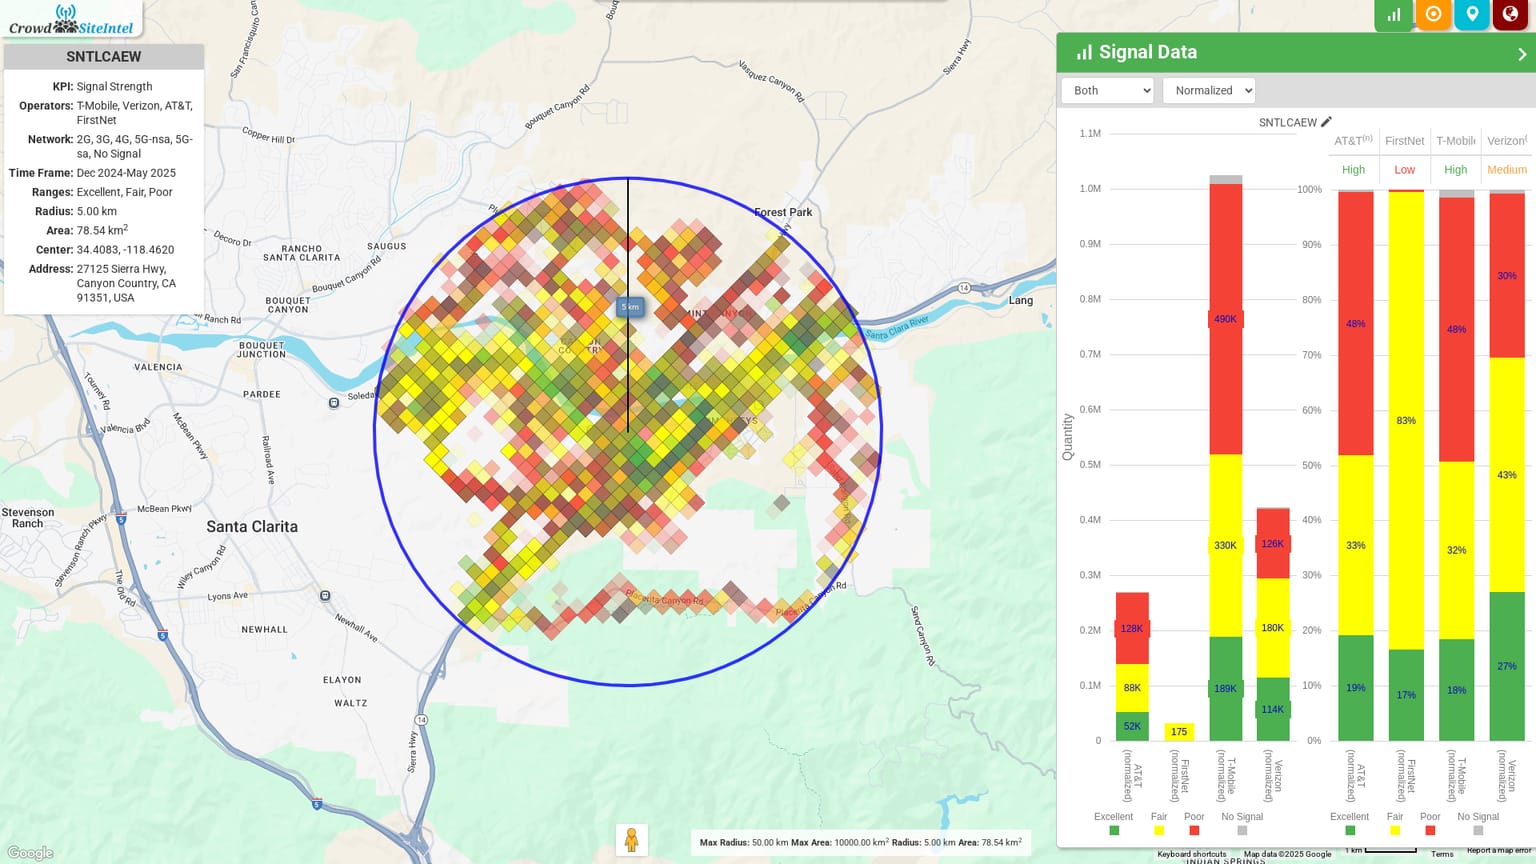 Crowd SiteIntel
SNTLCAEW
KPI: Signal Strength
Operators: T-Mobile, Verizon, AT&T,
FirstNet
Network: 2G, 3G, 4G, 5G-nsa, 5G-
sa, No Signal
Time Frame: Dec 2024-May 2025
Ranges: Excellent, Fair, Poor
Radius: 5.00 km
Area: 78.54 km²
Center: 34.4083, -118.4620
Address: 27125 Sierra Hwy,
Canyon Country, CA
91351, USA
San Francisquito
Copper Hill Dr
Bouquet Canyon Rd
Vasquez Canyon Rd
Sierra Hwy
Decoro Dr
RANCHO
SANTA CLARITA
SAUGUS
Bouquet Canyon Rd
Forest Park
BOUQUET
CANYON
Ranch Rd
5 km
14
Lang
Santa Clara River
BOUQUET
JUNCTION
VALENCIA
PARDEE
Soledad
Tourney Rd
McBean Pkwy
Valencia Blvd
Railroad Ave
Stevenson
Ranch
McBean Pkwy
5
Santa Clarita
Stevenson Ranch Pkwy
Wiley Canyon Rd
The Old Rd
Lyons Ave
NEWHALL
Newhall Ave
5
Placerita Canyon Rd
Placerita Canyon Rd
Sand Canyon Rd
ELAYON
WALTZ
14
Sierra Hwy
5
Google
Max Radius: 50.00 km Max Area: 10000.00 km² Radius: 5.00 km Area: 78.54 km²
Signal Data
Both
Normalized
SNTLCAEW
Quantity
1.1M
1.0M
0.9M
0.8M
0.7M
0.6M
0.5M
0.4M
0.3M
0.2M
0.1M
0
128K
88K
52K
175
490K
330K
189K
126K
180K
114K
AT&T
(normalized)
FirstNet
(normalized)
T-Mobile
(normalized)
Verizon
(normalized)
Excellent
Fair
Poor
No Signal
AT&T(n)
FirstNet
T-Mobile
Verizon(
High
Low
High
Medium
100%
90%
80%
70%
60%
50%
40%
30%
20%
10%
0%
48%
33%
19%
83%
17%
48%
32%
18%
30%
43%
27%
AT&T
(normalized)
FirstNet
(normalized)
T-Mobile
(normalized)
Verizon
(normalized)
Excellent
Fair
Poor
No Signal
Keyboard shortcuts
Map data ©2025 Google
1 km
Terms
Report a map error
INDIAN SPRINGS